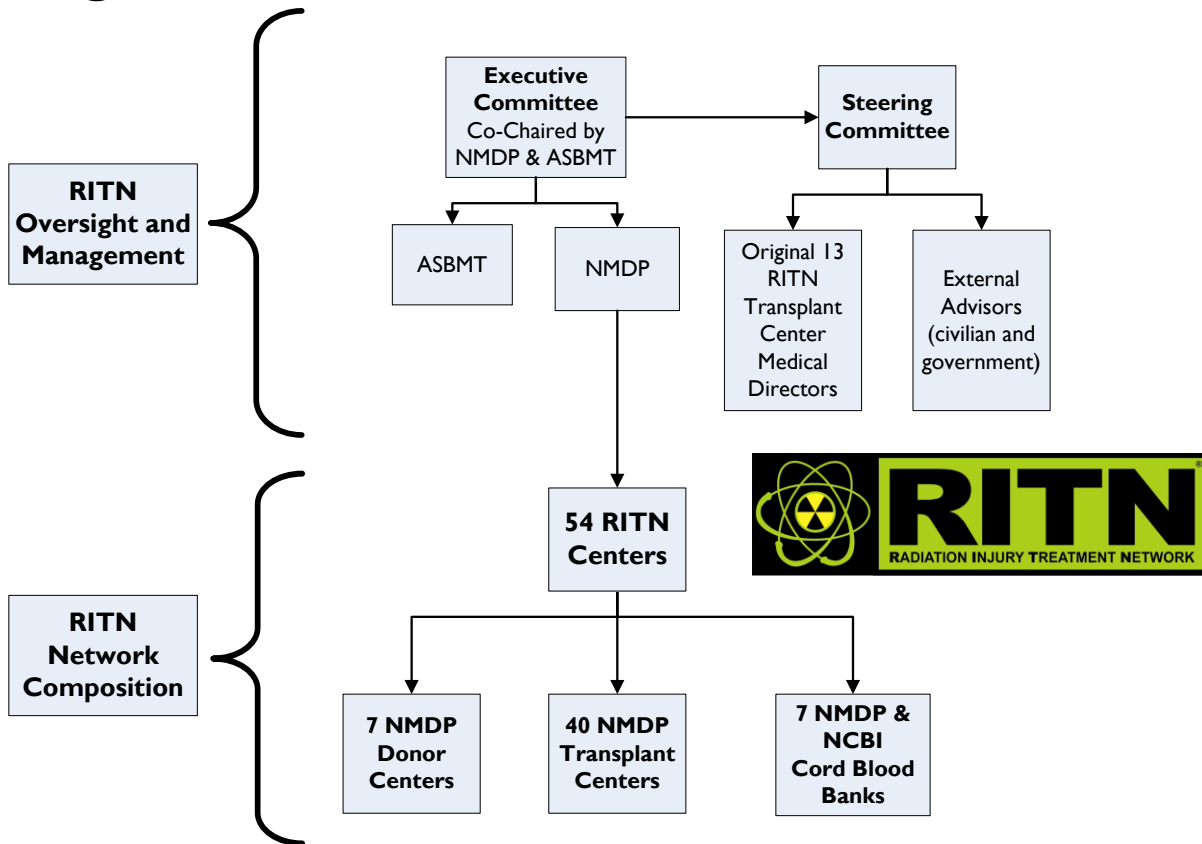 Executive
Committee
Co-Chaired by
NMDP & ASBMT
Steering
Committee
RITN
Oversight and
Management
ASBMT
NMDP
Original 13
RITN
Transplant
Center
Medical
Directors
External
Advisors
(civilian and
government)
54 RITN
Centers
RITN®
RADIATION INJURY TREATMENT NETWORK
RITN
Network
Composition
7 NMDP
Donor
Centers
40 NMDP
Transplant
Centers
7 NMDP &
NCBI
Cord Blood
Banks